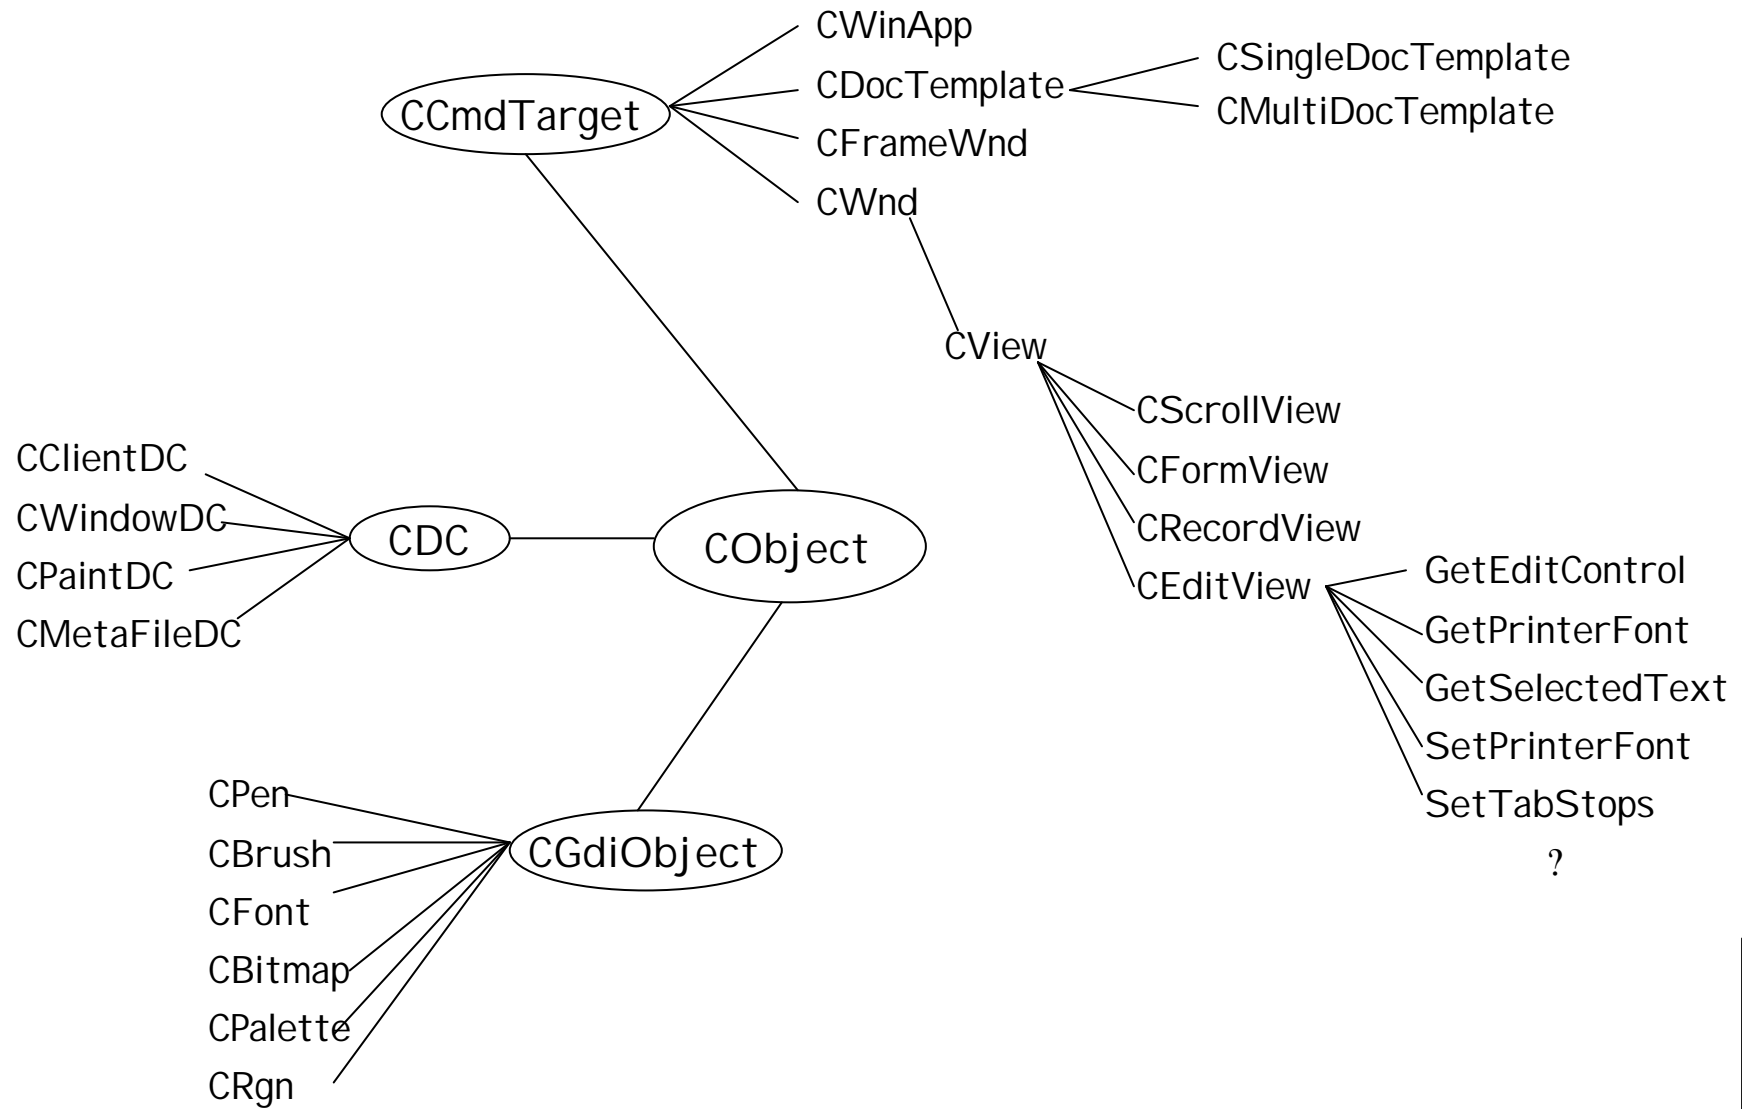 CWinApp
CDocTemplate
CSingleDocTemplate
CMultiDocTemplate
CCmdTarget
CFrameWnd
CWnd
CView
CScrollView
CFormView
CRecordView
CEditView
GetEditControl
GetPrinterFont
GetSelectedText
SetPrinterFont
SetTabStops
?
CObject
CDC
CClientDC
CWindowDC
CPaintDC
CMetaFileDC
CGdiObject
CPen
CBrush
CFont
CBitmap
CPalette
CRgn